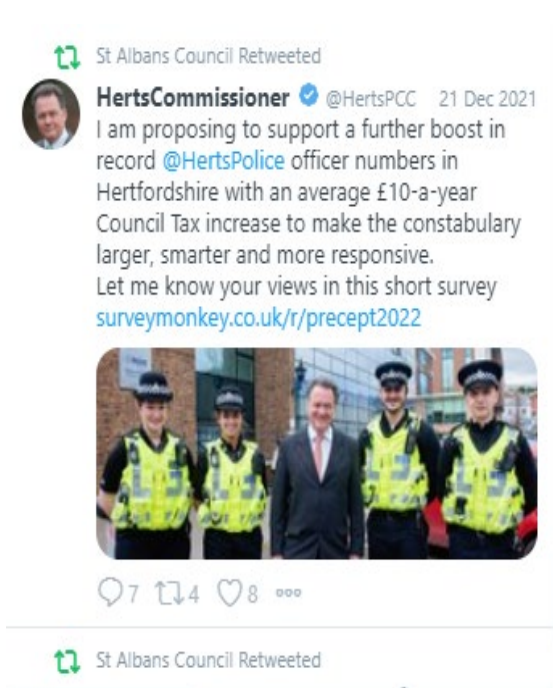 St Albans Council Retweeted
HertsCommissioner @HertsPCC 21 Dec 2021
I am proposing to support a further boost in
record @HertsPolice officer numbers in
Hertfordshire with an average £10-a-year
Council Tax increase to make the constabulary
larger, smarter and more responsive.
Let me know your views in this short survey
surveymonkey.co.uk/r/precept2022
7 4 8
St Albans Council Retweeted